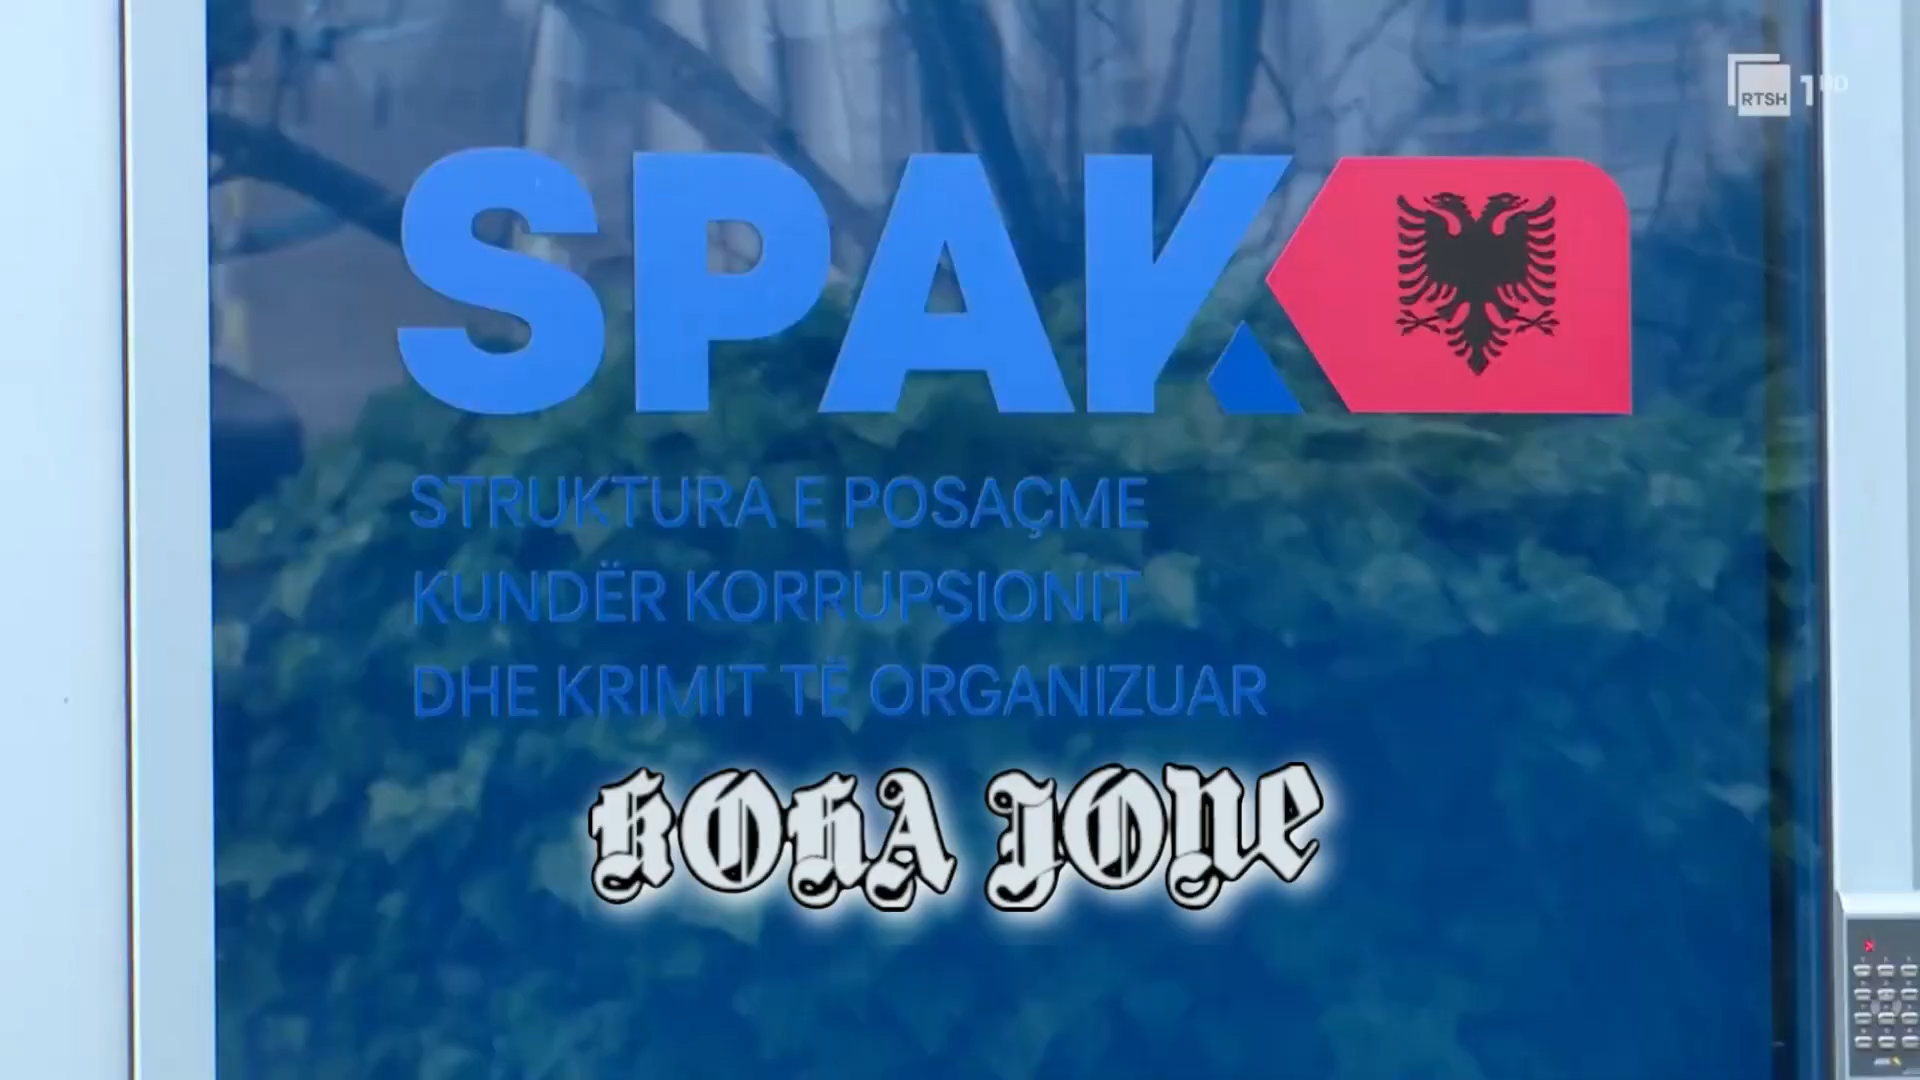 RTSH 1 HD
SPAK
STRUKTURA E POSAÇME
KUNDËR KORRUPSIONIT
DHE KRIMIT TË ORGANIZUAR
KOHA JONE